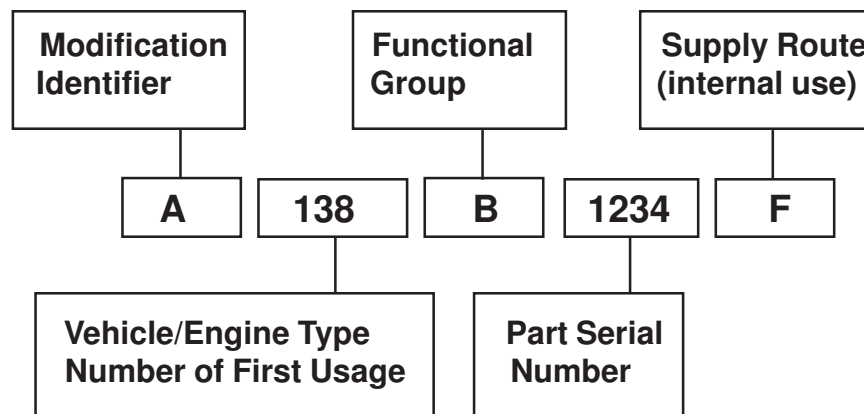 Modification
Identifier
Functional
Group
Supply Route
(internal use)
A
138
B
1234
F
Vehicle/Engine Type
Number of First Usage
Part Serial
Number